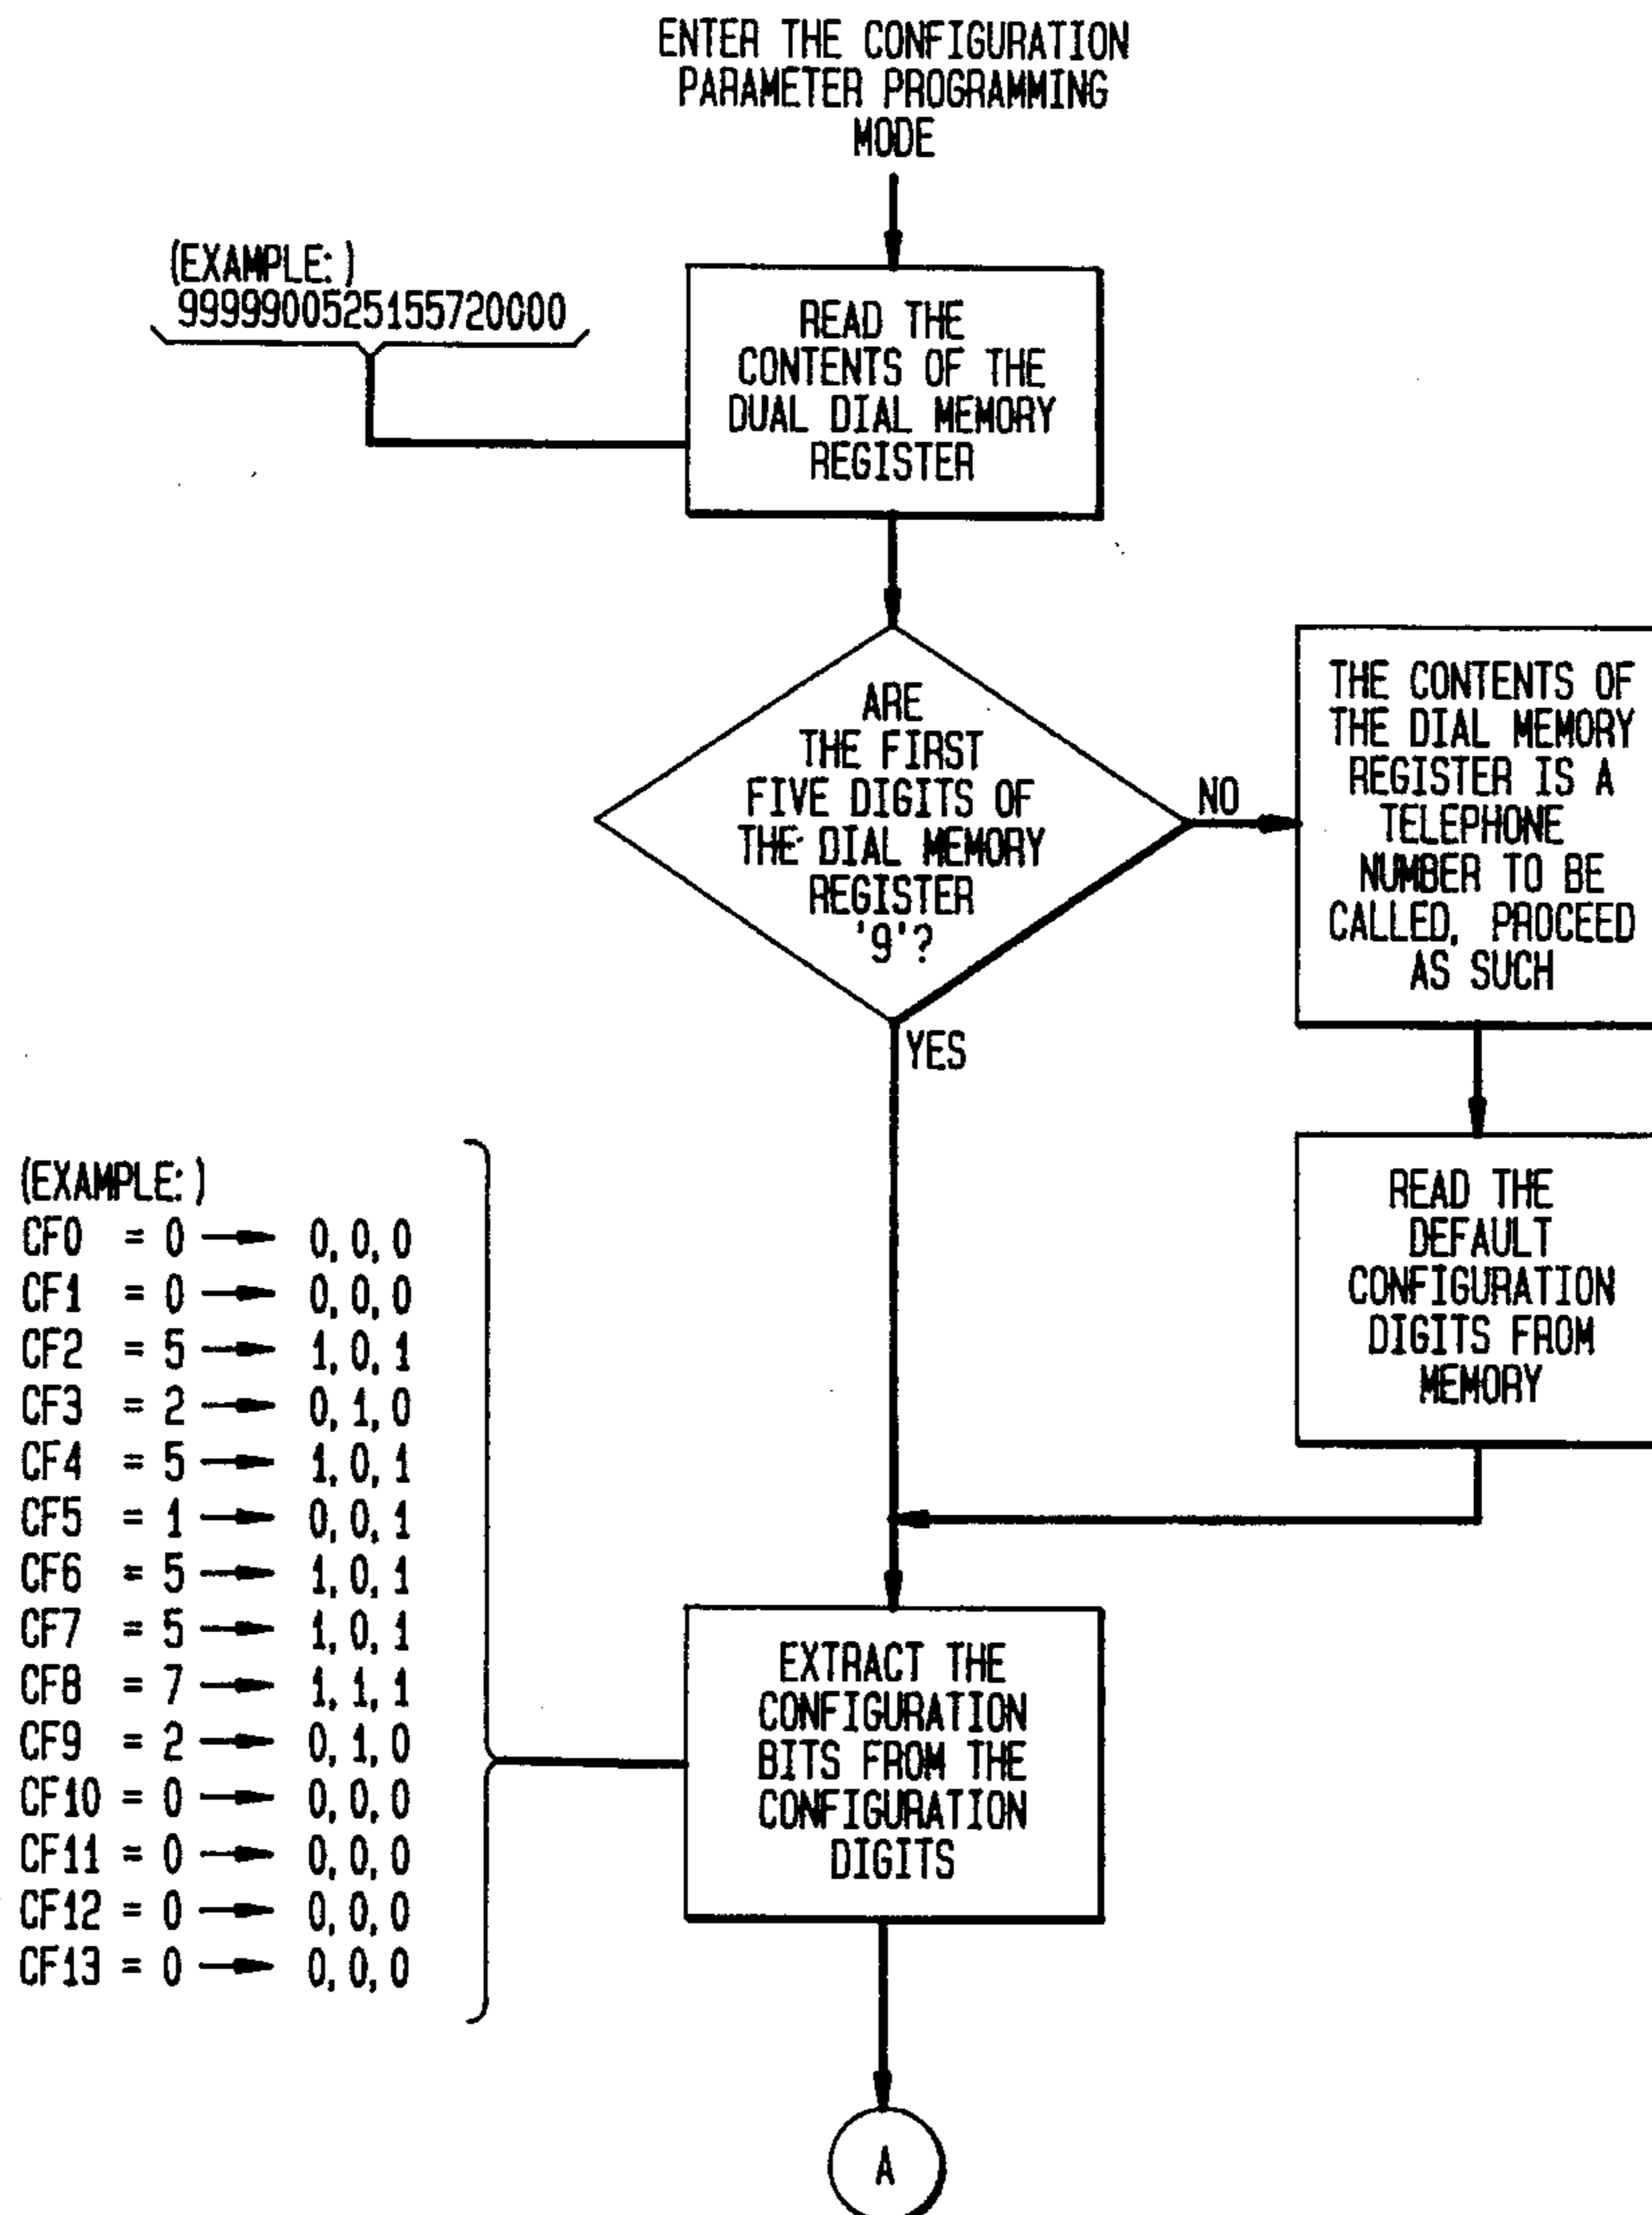 ENTER THE CONFIGURATION
PARAMETER PROGRAMMING
MODE
(EXAMPLE:)
9999900525155720000
READ THE
CONTENTS OF THE
DUAL DIAL MEMORY
REGISTER
ARE
THE FIRST
FIVE DIGITS OF
THE DIAL MEMORY
REGISTER
'9'?
NO
THE CONTENTS OF
THE DIAL MEMORY
REGISTER IS A
TELEPHONE
NUMBER TO BE
CALLED, PROCEED
AS SUCH
YES
READ THE
DEFAULT
CONFIGURATION
DIGITS FROM
MEMORY
(EXAMPLE:)
CF0 = 0 → 0,0,0
CF1 = 0 → 0,0,0
CF2 = 5 → 1,0,1
CF3 = 2 → 0,1,0
CF4 = 5 → 1,0,1
CF5 = 1 → 0,0,1
CF6 = 5 → 1,0,1
CF7 = 5 → 1,0,1
CF8 = 7 → 1,1,1
CF9 = 2 → 0,1,0
CF10 = 0 → 0,0,0
CF11 = 0 → 0,0,0
CF12 = 0 → 0,0,0
CF13 = 0 → 0,0,0
EXTRACT THE
CONFIGURATION
BITS FROM THE
CONFIGURATION
DIGITS
A